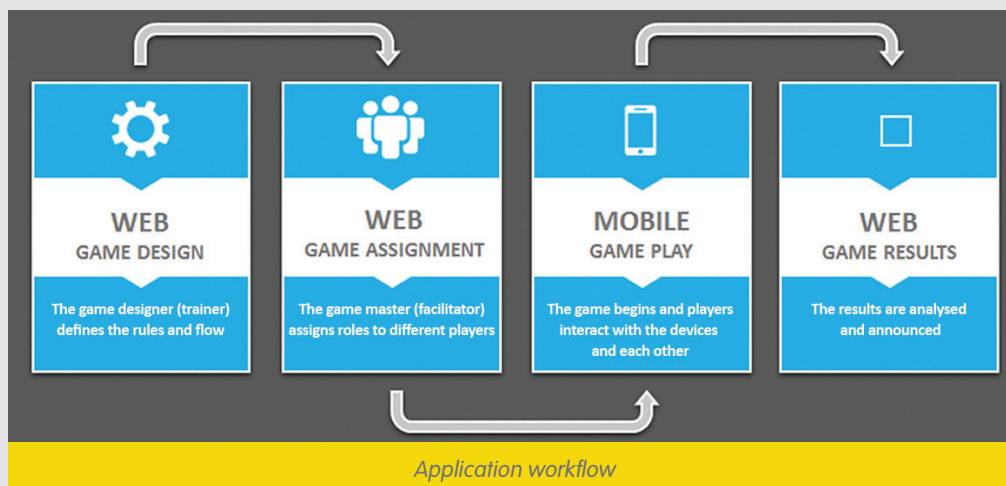 WEB
GAME DESIGN
The game designer (trainer)
defines the rules and flow
WEB
GAME ASSIGNMENT
The game master (facilitator)
assigns roles to different players
MOBILE
GAME PLAY
The game begins and players
interact with the devices
and each other
WEB
GAME RESULTS
The results are analysed
and announced
Application workflow